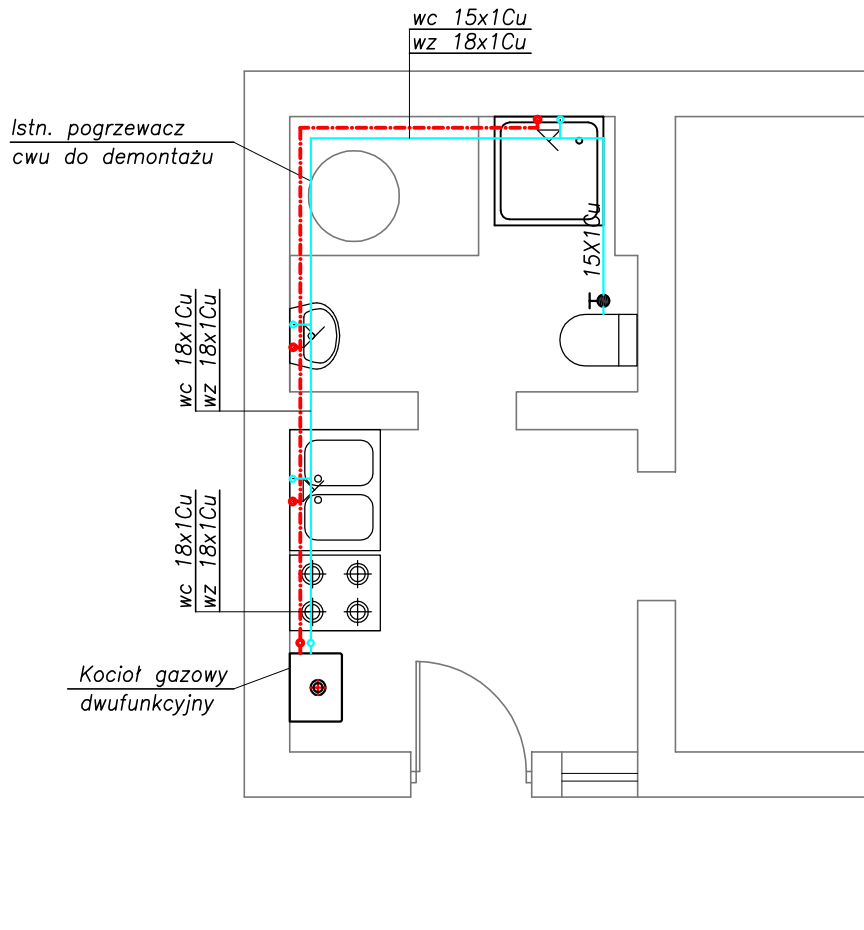 wc 15x1Cu
wz 18x1Cu
Istn. pogrzewacz
cwu do demontażu
15X1Cu
wc 18x1Cu
wz 18x1Cu
wc 18x1Cu
wz 18x1Cu
Kocioł gazowy
dwufunkcyjny